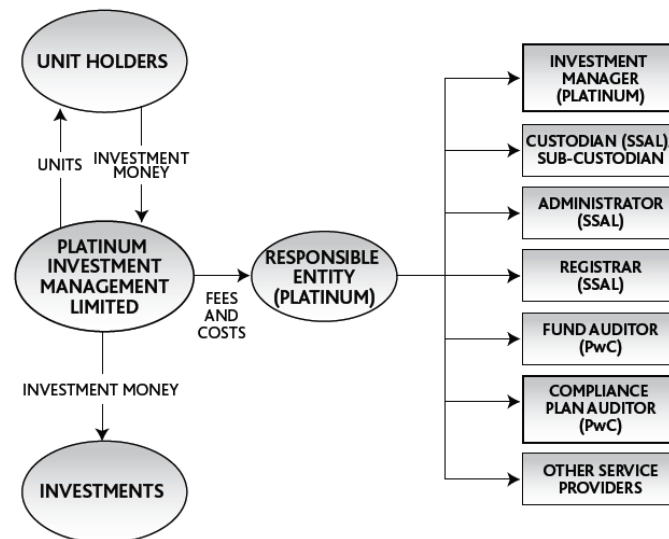 UNIT HOLDERS
UNITS
INVESTMENT
MONEY
PLATINUM
INVESTMENT
MANAGEMENT
LIMITED
FEES
AND
COSTS
RESPONSIBLE
ENTITY
(PLATINUM)
INVESTMENT MONEY
INVESTMENTS
INVESTMENT
MANAGER
(PLATINUM)
CUSTODIAN (SSAL),
SUB-CUSTODIAN
ADMINISTRATOR
(SSAL)
REGISTRAR
(SSAL)
FUND AUDITOR
(PwC)
COMPLIANCE
PLAN AUDITOR
(PwC)
OTHER SERVICE
PROVIDERS